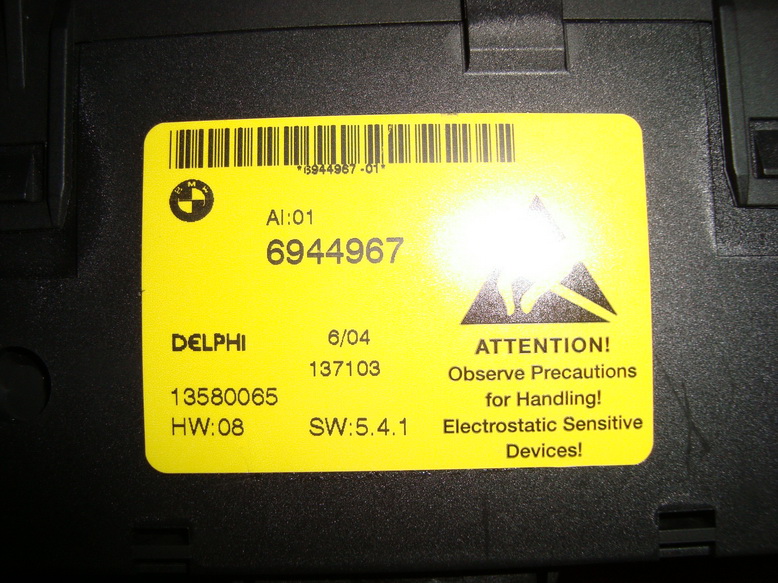 *6944967-01*
BMW
AI:01
6944967
DELPHI
6/04
137103
13580065
HW:08
SW:5.4.1
ATTENTION!
Observe Precautions
for Handling!
Electrostatic Sensitive
Devices!